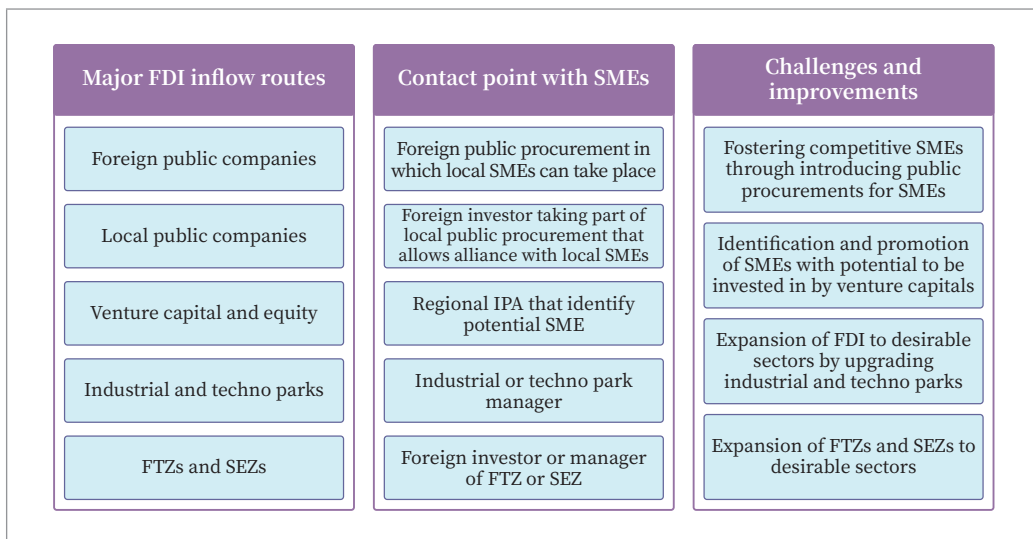 Major FDI inflow routes
Foreign public companies
Local public companies
Venture capital and equity
Industrial and techno parks
FTZs and SEZs
Contact point with SMEs
Foreign public procurement in
which local SMEs can take place
Foreign investor taking part of
local public procurement that
allows alliance with local SMEs
Regional IPA that identify
potential SME
Industrial or techno park
manager
Foreign investor or manager
of FTZ or SEZ
Challenges and
improvements
Fostering competitive SMEs
through introducing public
procurements for SMEs
Identification and promotion
of SMEs with potential to be
invested in by venture capitals
Expansion of FDI to desirable
sectors by upgrading
industrial and techno parks
Expansion of FTZs and SEZs to
desirable sectors